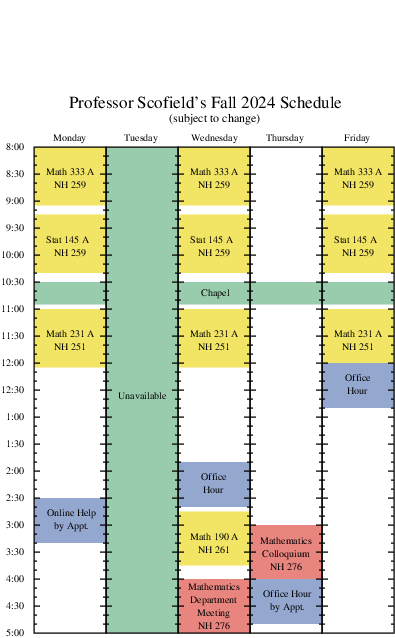 Professor Scofield's Fall 2024 Schedule
(subject to change)
Monday Tuesday Wednesday Thursday Friday
8:00
8:30
9:00
9:30
10:00
10:30
11:00
11:30
12:00
12:30
1:00
1:30
2:00
2:30
3:00
3:30
4:00
4:30
5:00
Math 333 A
NH 259
Stat 145 A
NH 259
Math 231 A
NH 251
Online Help
by Appt.
Unavailable
Math 333 A
NH 259
Stat 145 A
NH 259
Chapel
Math 231 A
NH 251
Office
Hour
Math 190 A
NH 261
Mathematics
Department
Meeting
NH 276
Mathematics
Colloquium
NH 276
Office Hour
by Appt.
Math 333 A
NH 259
Stat 145 A
NH 259
Math 231 A
NH 251
Office
Hour